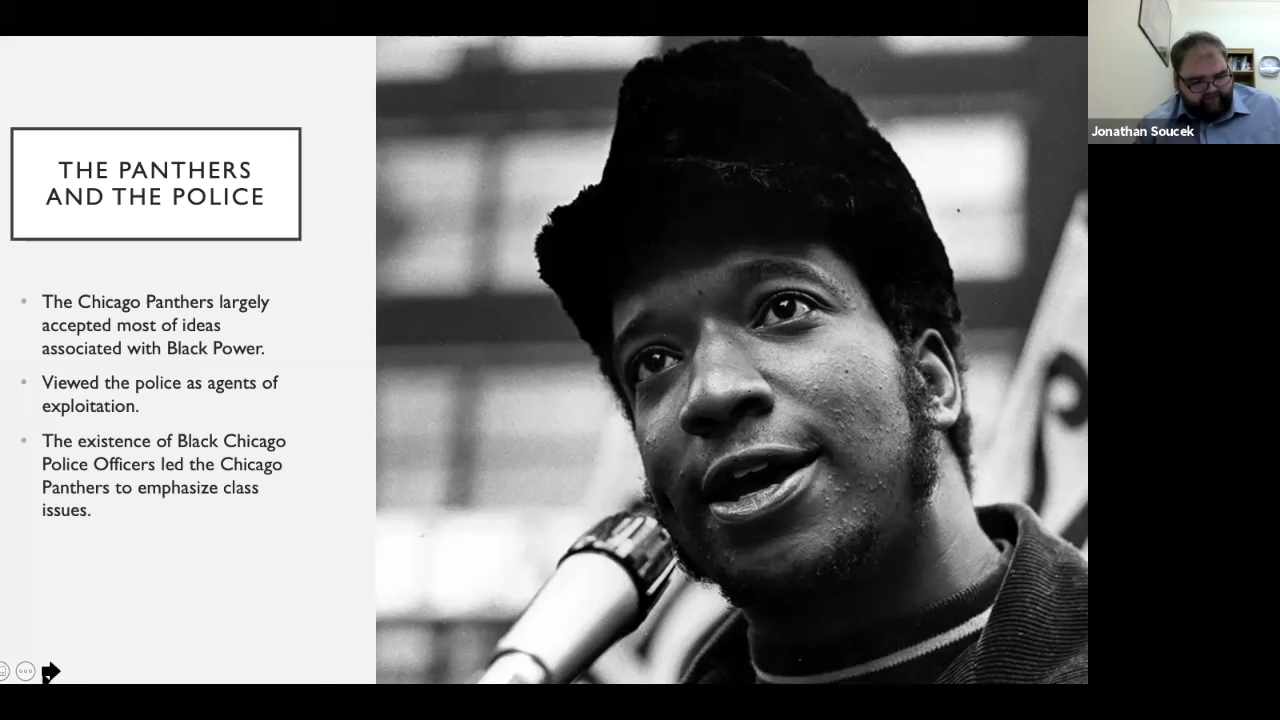 THE PANTHERS
AND THE POLICE
• The Chicago Panthers largely
accepted most of ideas
associated with Black Power.
• Viewed the police as agents of
exploitation.
• The existence of Black Chicago
Police Officers led the Chicago
Panthers to emphasize class
issues.
Jonathan Soucek